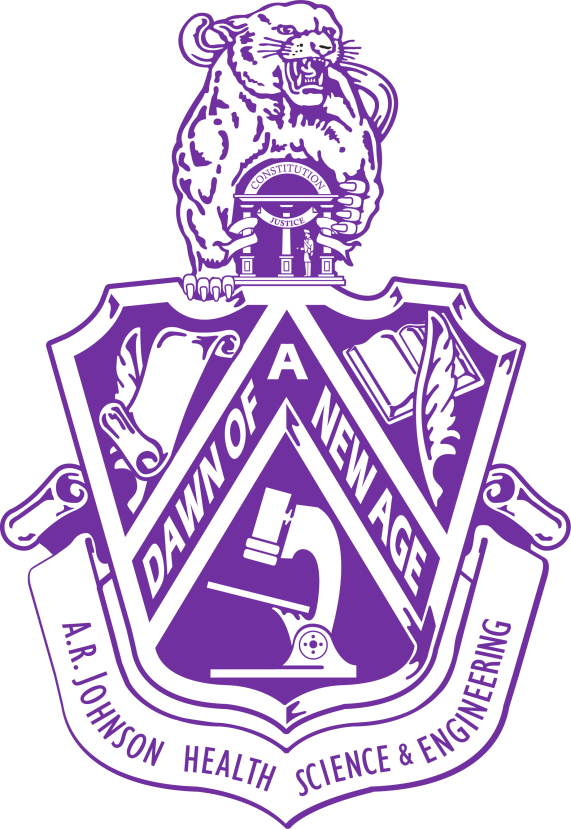 CONSTITUTION
JUSTICE
DAWN OF A NEW AGE
A.R. JOHNSON HEALTH SCIENCE & ENGINEERING